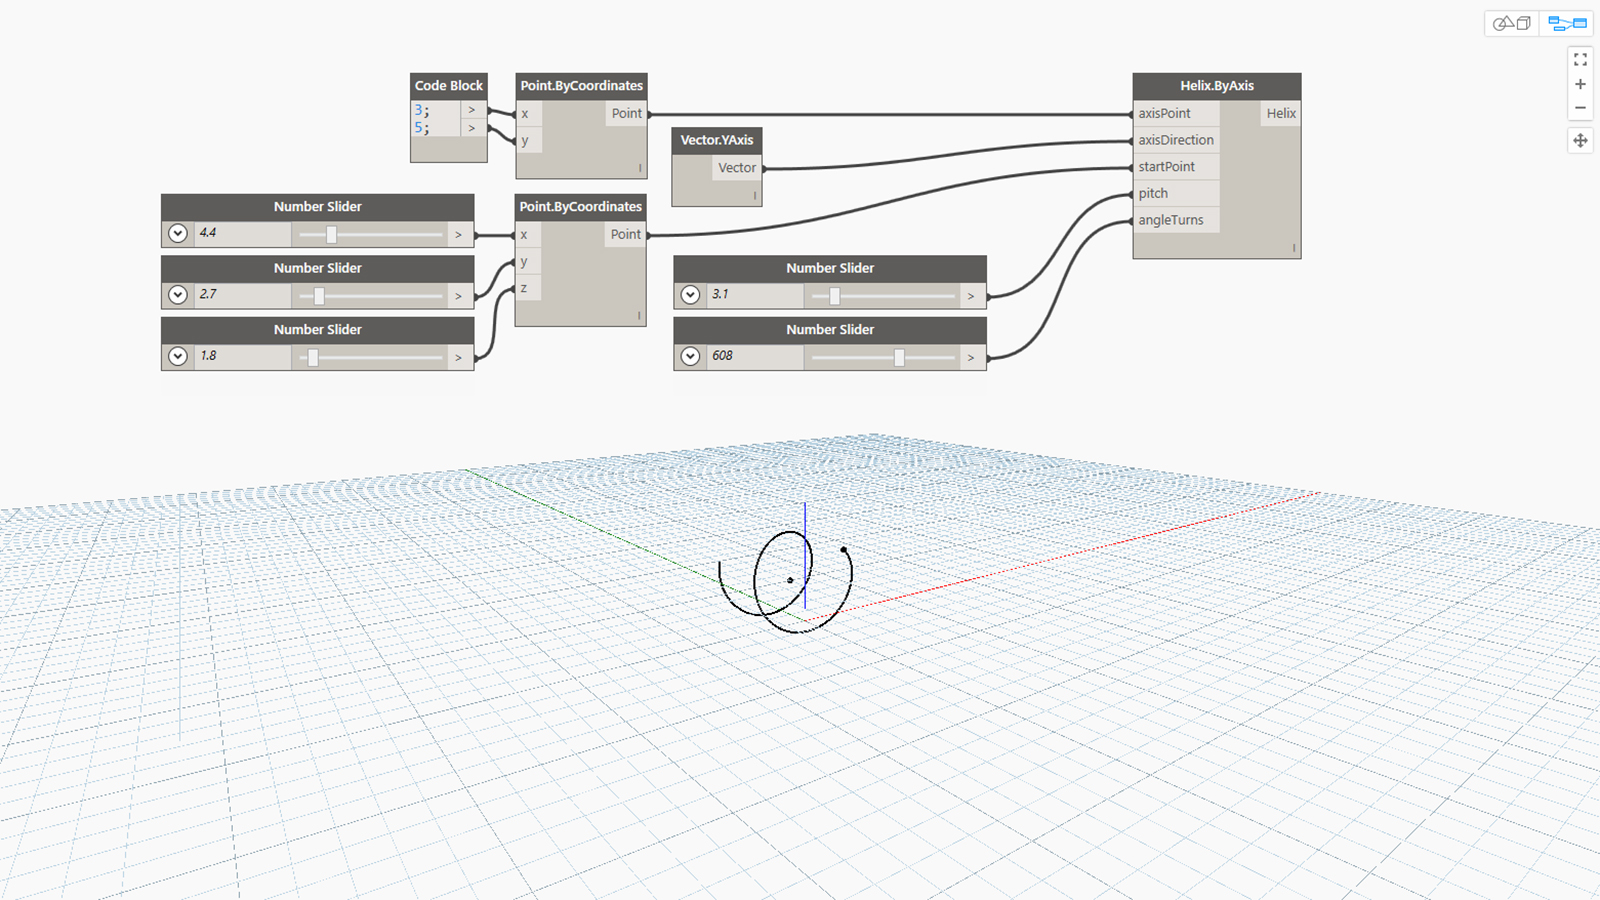 Code Block
3;
>
5;
>
Point.ByCoordinates
x
Point
y
Vector.YAxis
Vector
Helix.ByAxis
axisPoint
Helix
axisDirection
startPoint
pitch
angleTurns
Number Slider
4.4
>
Number Slider
2.7
>
Number Slider
1.8
>
Point.ByCoordinates
x
Point
y
z
Number Slider
3.1
>
Number Slider
608
>